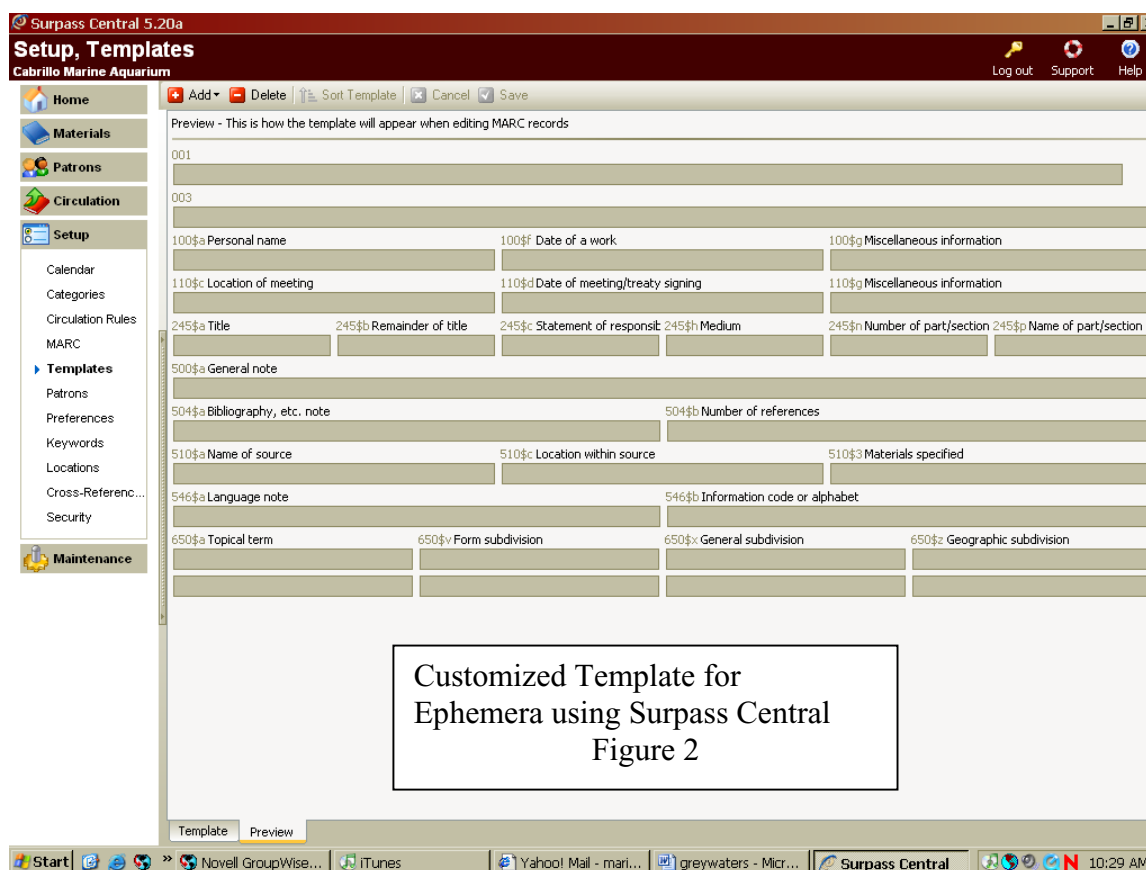 Surpass Central 5.20a
Setup, Templates
Cabrillo Marine Aquarium
Log out Support Help
Home
Materials
Patrons
Circulation
Setup
Calendar
Categories
Circulation Rules
MARC
Templates
Patrons
Preferences
Keywords
Locations
Cross-Referenc...
Security
Maintenance
Add Delete Sort Template Cancel Save
Preview - This is how the template will appear when editing MARC records
001
003
100$a Personal name 100$f Date of a work 100$g Miscellaneous information
110$c Location of meeting 110$d Date of meeting/treaty signing 110$g Miscellaneous information
245$a Title 245$b Remainder of title 245$c Statement of responsit 245$h Medium 245$n Number of part/section 245$p Name of part/section
500$a General note
504$a Bibliography, etc. note 504$b Number of references
510$a Name of source 510$c Location within source 510$3 Materials specified
546$a Language note 546$b Information code or alphabet
650$a Topical term 650$v Form subdivision 650$x General subdivision 650$z Geographic subdivision
Customized Template for
Ephemera using Surpass Central
Figure 2
Template Preview
Start » Novell GroupWise... iTunes Yahoo! Mail - mari... greywaters - Micr... Surpass Central N 10:29 AM